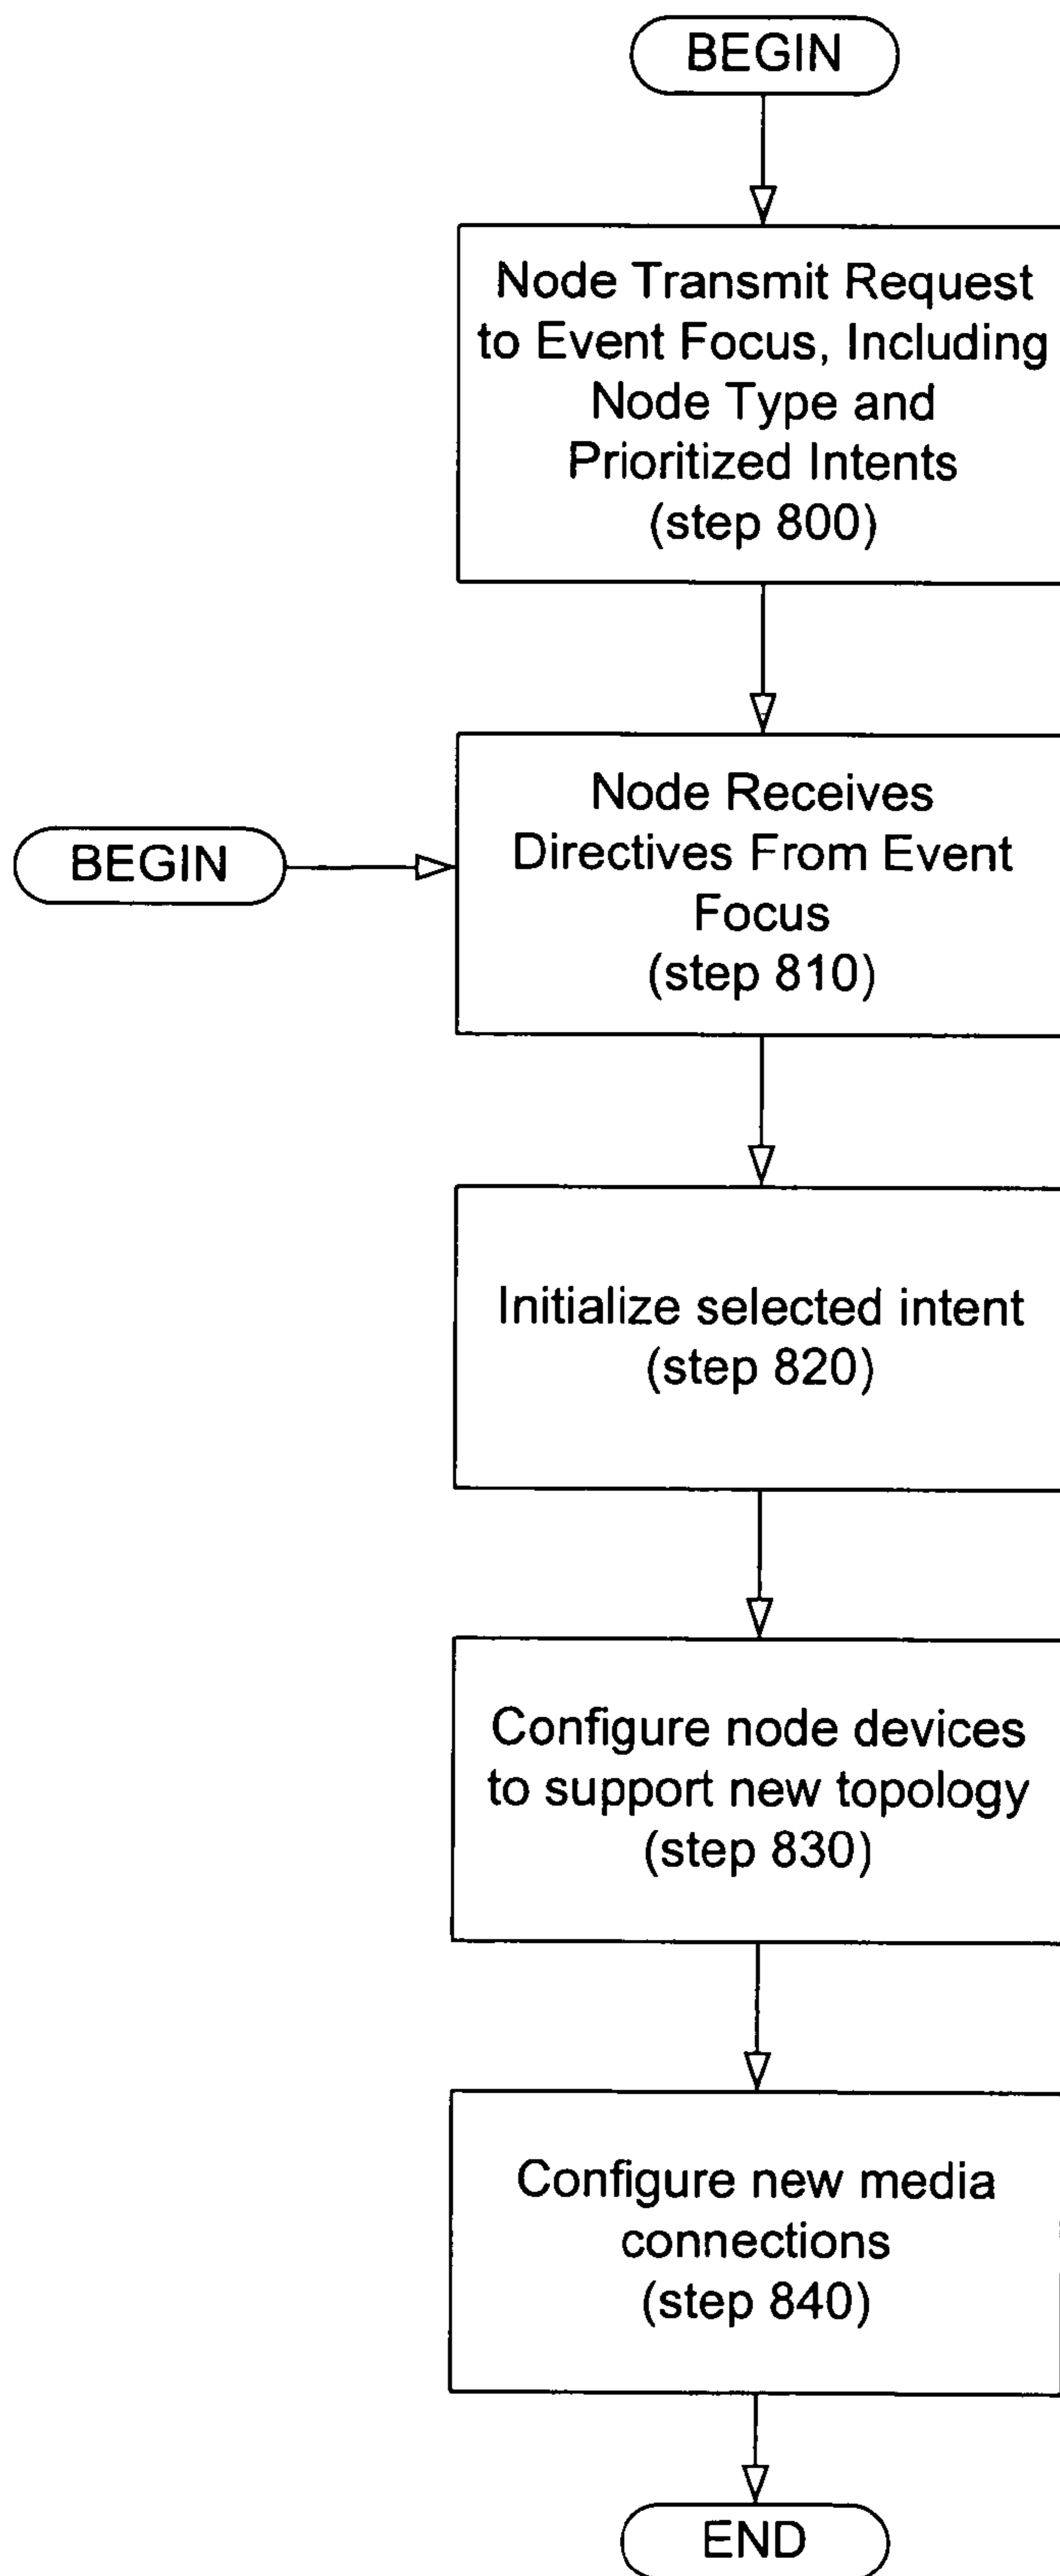 BEGIN
Node Transmit Request
to Event Focus, Including
Node Type and
Prioritized Intents
(step 800)
BEGIN
Node Receives
Directives From Event
Focus
(step 810)
Initialize selected intent
(step 820)
Configure node devices
to support new topology
(step 830)
Configure new media
connections
(step 840)
END